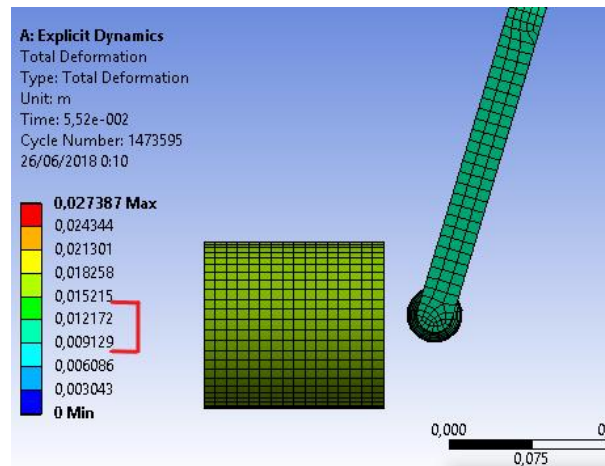 A: Explicit Dynamics
Total Deformation
Type: Total Deformation
Unit: m
Time: 5,52e-002
Cycle Number: 1473595
26/06/2018 0:10
0,027387 Max
0,024344
0,021301
0,018258
0,015215
0,012172
0,009129
0,006086
0,003043
0 Min
0,000
0,075